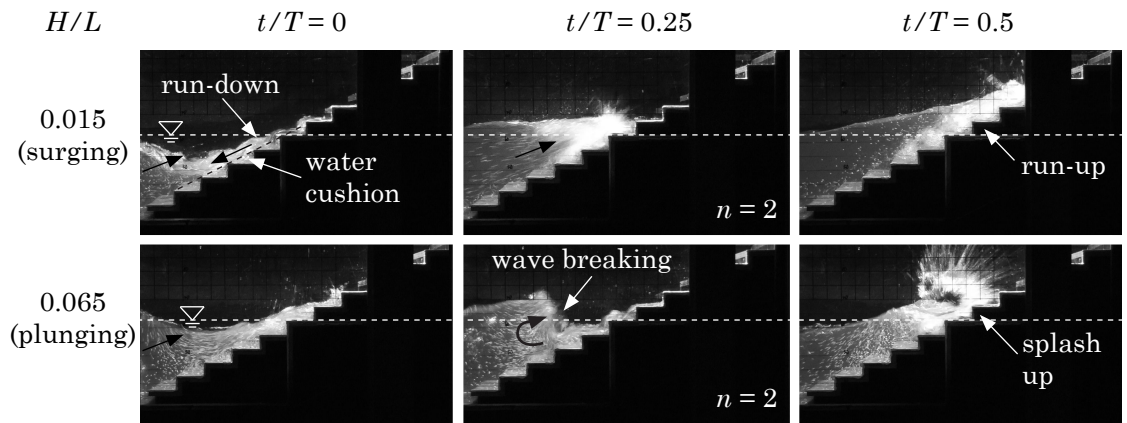 H/L t/T = 0 t/T = 0.25 t/T = 0.5
0.015
(surging)
run-down
water
cushion
n = 2
run-up
0.065
(plunging)
wave breaking
n = 2
splash
up